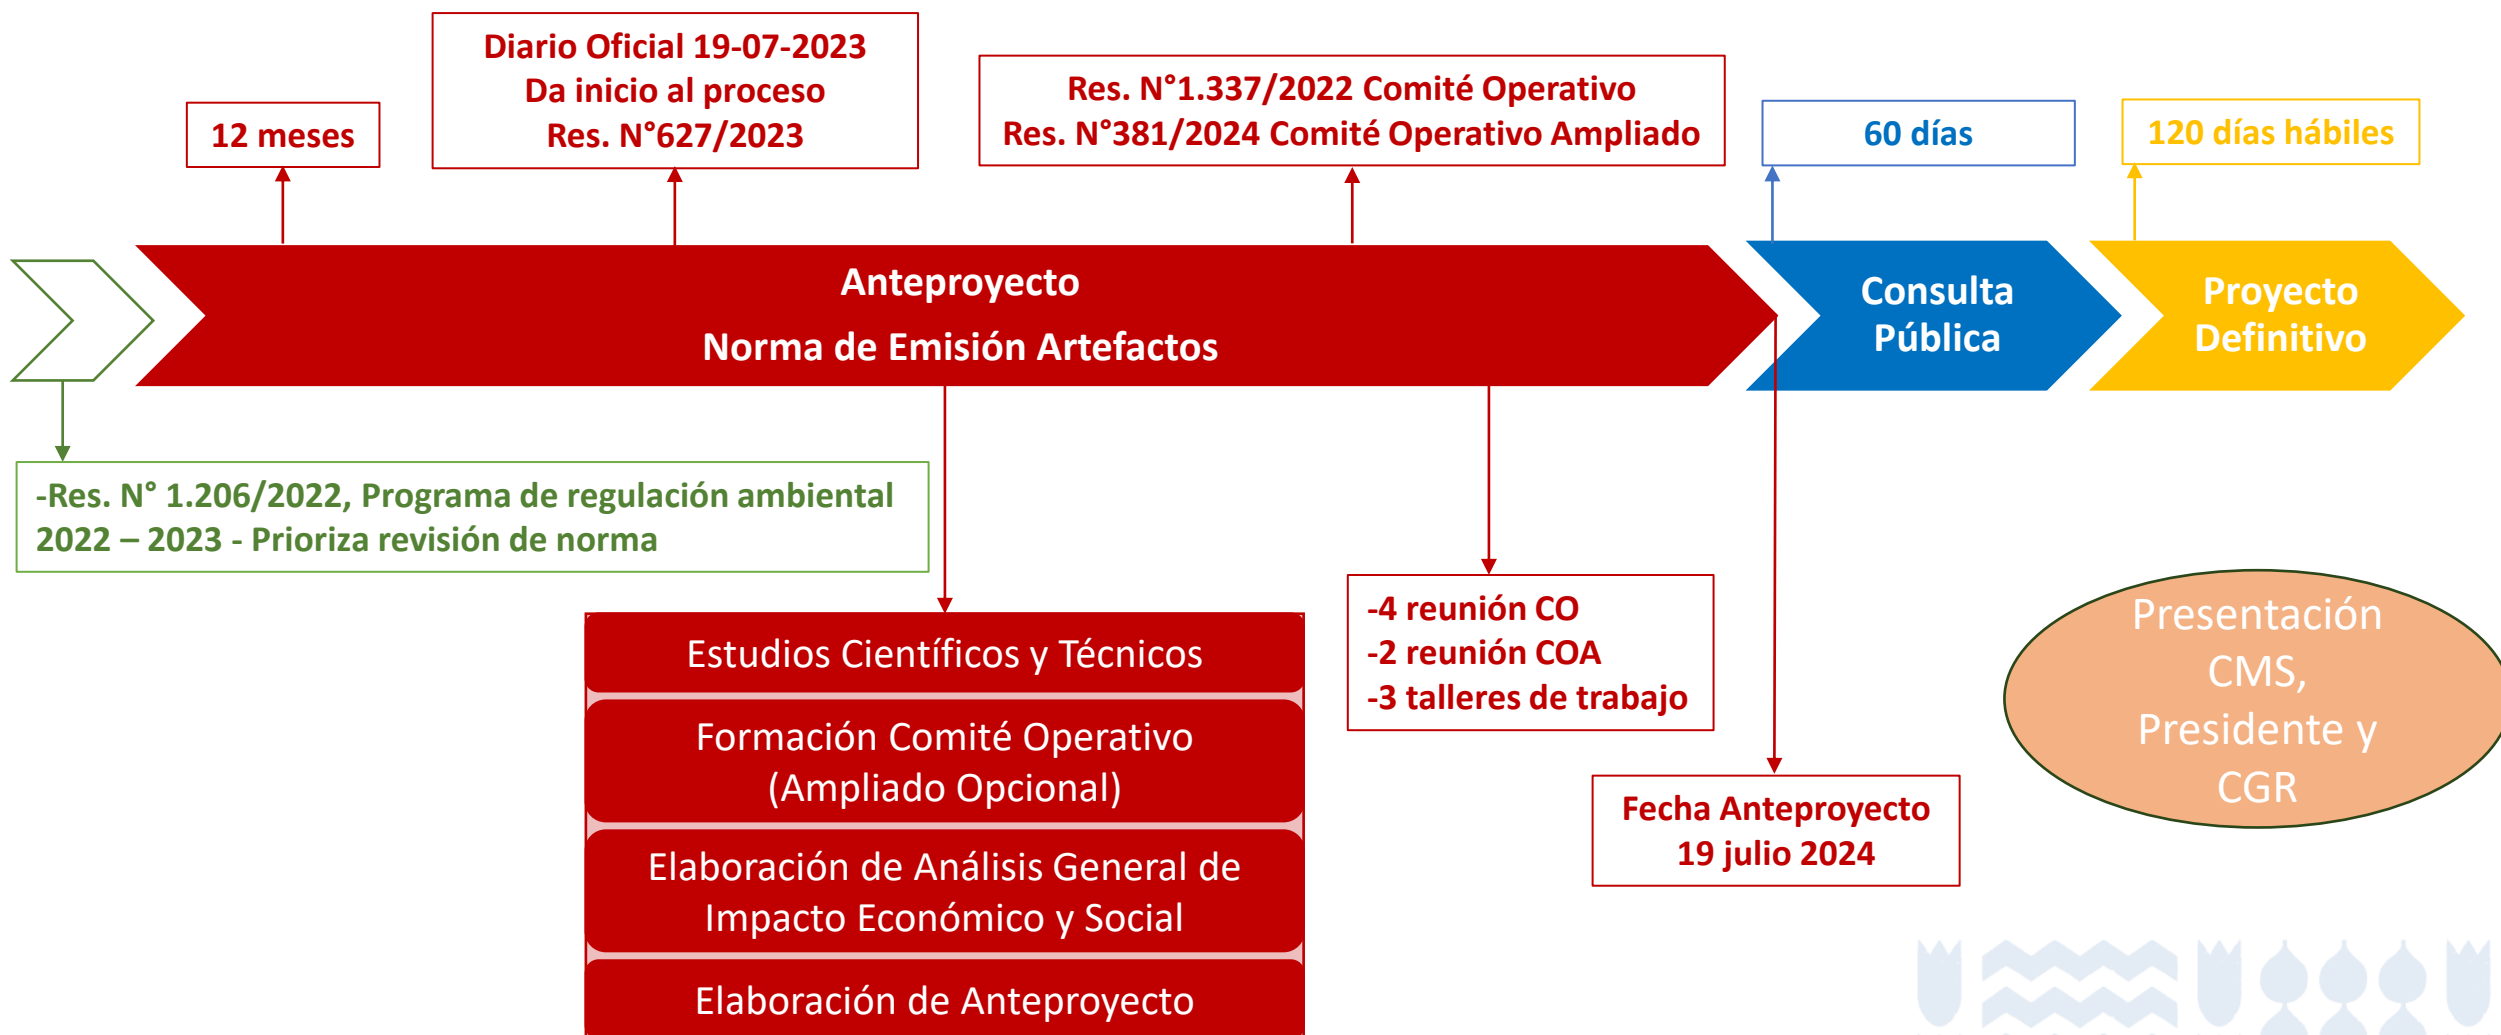 Diario Oficial 19-07-2023
Da inicio al proceso
Res. N°627/2023
12 meses
Res. N°1.337/2022 Comité Operativo
Res. N°381/2024 Comité Operativo Ampliado
60 días
120 días hábiles
Anteproyecto
Norma de Emisión Artefactos
Consulta
Pública
Proyecto
Definitivo
-Res. N° 1.206/2022, Programa de regulación ambiental
2022 – 2023 - Prioriza revisión de norma
Estudios Científicos y Técnicos
Formación Comité Operativo
(Ampliado Opcional)
Elaboración de Análisis General de
Impacto Económico y Social
Elaboración de Anteproyecto
-4 reunión CO
-2 reunión COA
-3 talleres de trabajo
Fecha Anteproyecto
19 julio 2024
Presentación
CMS,
Presidente y
CGR